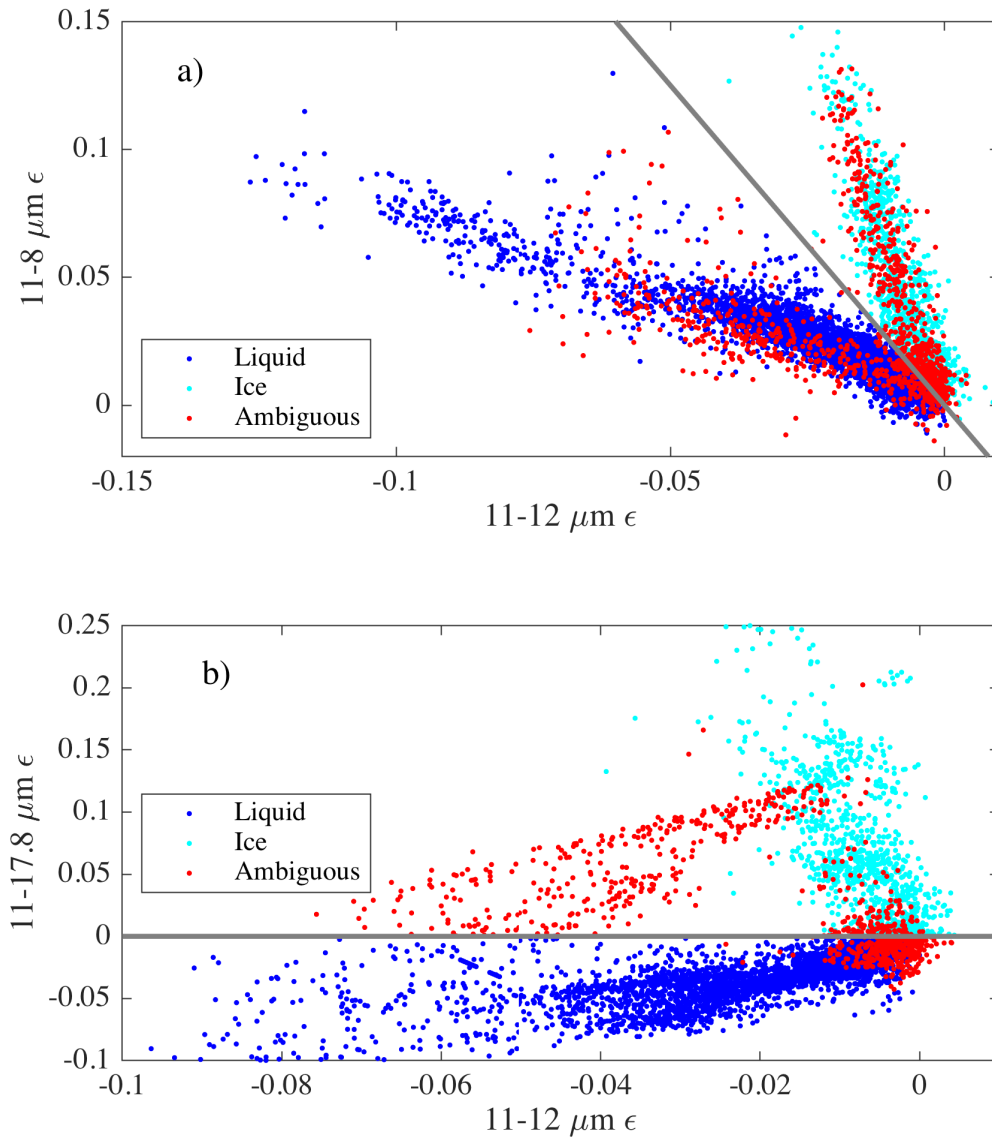 a)
0.15
0.1
0.05
0
11-8 μm ϵ
Liquid
Ice
Ambiguous
-0.15
-0.1
-0.05
0
11-12 μm ϵ
b)
0.25
0.2
0.15
0.1
0.05
0
-0.05
-0.1
11-17.8 μm ϵ
Liquid
Ice
Ambiguous
-0.1
-0.08
-0.06
-0.04
-0.02
0
11-12 μm ϵ